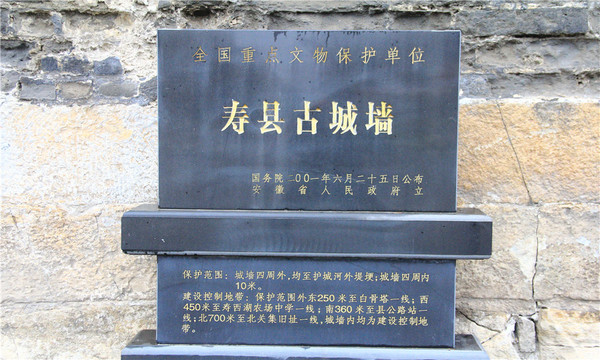 全国重点文物保护单位
寿县古城墙
国务院二00一年六月二十五日公布
安徽省人民政府立
保护范围：城墙四周外，均至护城河外堤埂；城墙四周内
10米。
建设控制地带：保护范围外东250米至白骨塔一线；西
450米至寿西湖农场中学一线；南360米至县公路站一
线；北700米至北关集旧址一线，城墙内均为建设控制地
带。